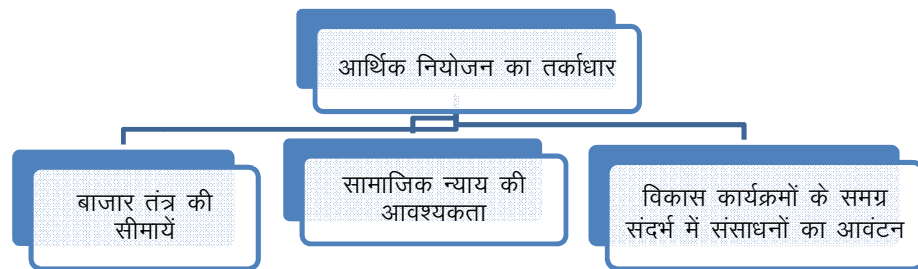 आर्थिक नियोजन का तर्काधार
बाजार तंत्र की
सीमायें
सामाजिक न्याय की
आवश्यकता
विकास कार्यक्रमों के समग्र
संदर्भ में संसाधनों का आवंटन